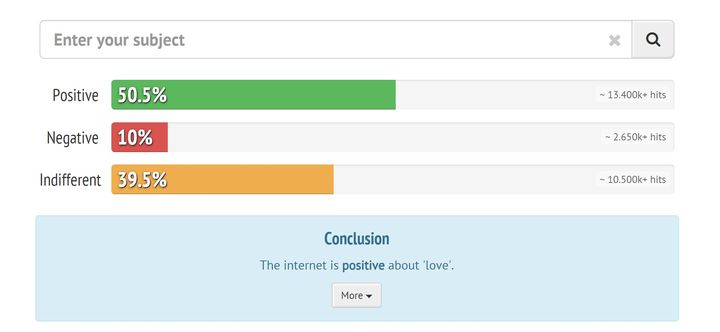 Enter your subject
Positive 50.5% ~ 13.400k+ hits
Negative 10% ~ 2.650k+ hits
Indifferent 39.5% ~ 10.500k+ hits
Conclusion
The internet is positive about 'love'.
More